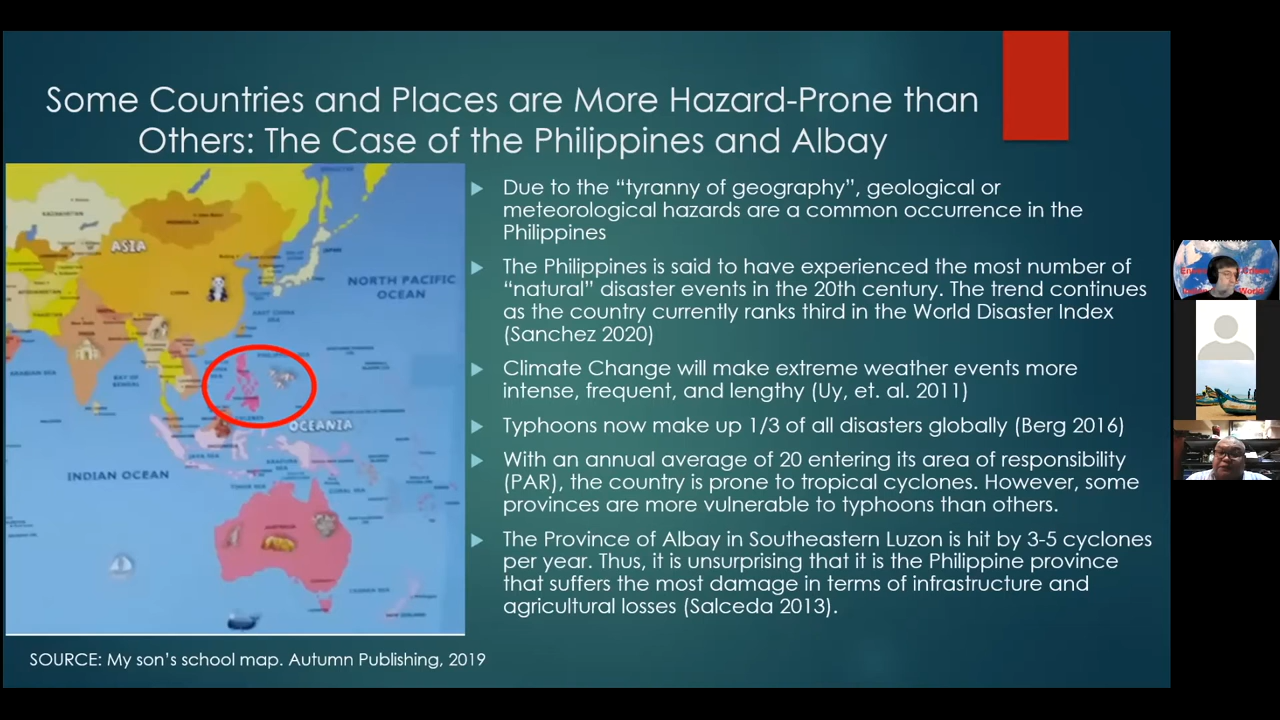 Some Countries and Places are More Hazard-Prone than
Others: The Case of the Philippines and Albay
ASIA
NORTH PACIFIC
OCEAN
OCEANIA
INDIAN OCEAN
Due to the “tyranny of geography”, geological or
meteorological hazards are a common occurrence in the
Philippines
The Philippines is said to have experienced the most number of
“natural” disaster events in the 20th century. The trend continues
as the country currently ranks third in the World Disaster Index
(Sanchez 2020)
Climate Change will make extreme weather events more
intense, frequent, and lengthy (Uy, et. al. 2011)
Typhoons now make up 1/3 of all disasters globally (Berg 2016)
With an annual average of 20 entering its area of responsibility
(PAR), the country is prone to tropical cyclones. However, some
provinces are more vulnerable to typhoons than others.
The Province of Albay in Southeastern Luzon is hit by 3-5 cyclones
per year. Thus, it is unsurprising that it is the Philippine province
that suffers the most damage in terms of infrastructure and
agricultural losses (Salceda 2013).
SOURCE: My son’s school map. Autumn Publishing, 2019